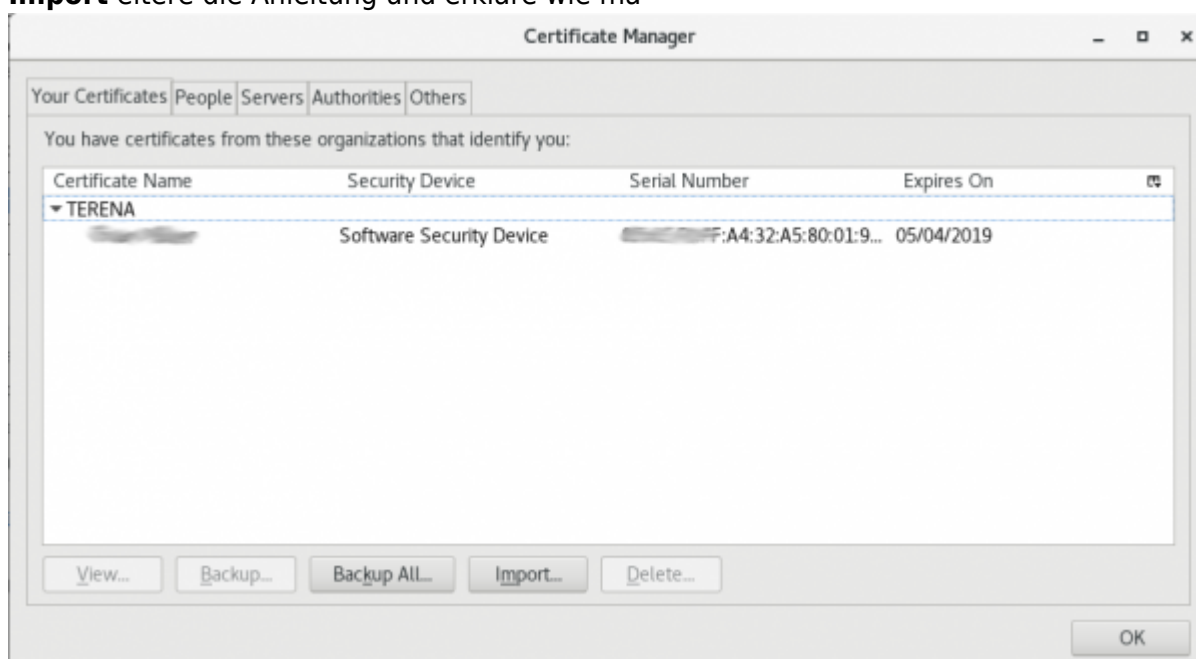 Import eitere die Anleitung und erkläre wie ma
Certificate Manager
Your Certificates People Servers Authorities Others
You have certificates from these organizations that identify you:
Certificate Name Security Device Serial Number Expires On
TERENA
Software Security Device F:A4:32:A5:80:01:9... 05/04/2019
View... Backup... Backup All... Import... Delete...
OK